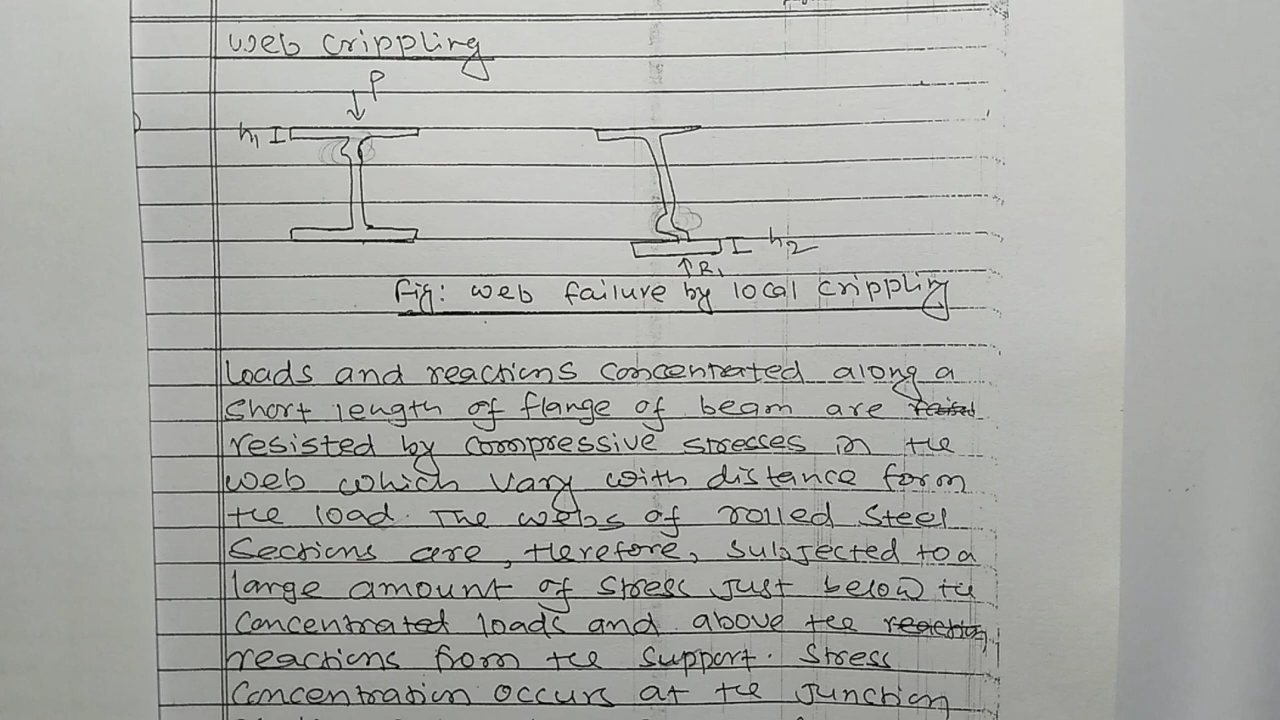 Web crippling
P
h1
h2
R1
Fig: web failure by local crippling
Loads and reactions concentrated along a
short length of flange of beam are
resisted by compressive stresses in the
web which vary with distance form
the load. The webs of rolled steel
sections are, therefore, subjected to a
large amount of stress just below the
concentrated loads and above the reaction
reactions from the support. Stress
concentration occurs at the junction